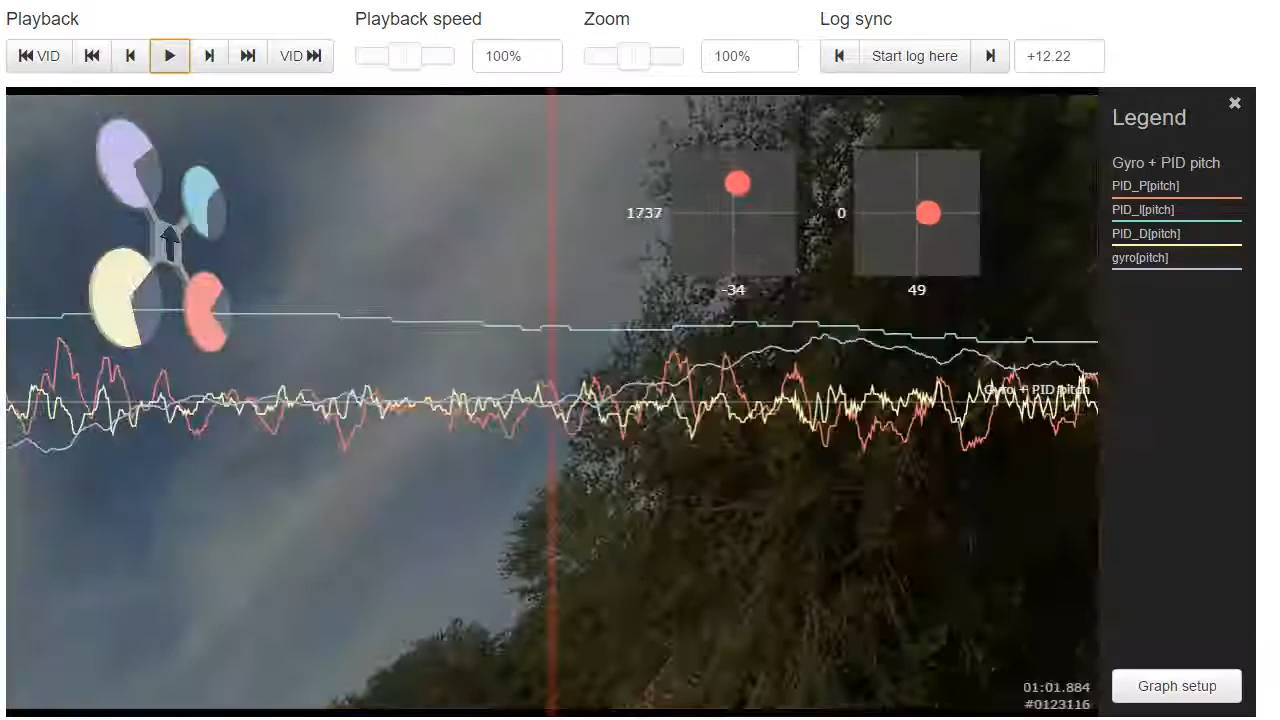 Playback
Playback speed
Zoom
Log sync
VID
VID
100%
100%
Start log here
+12.22
Legend
Gyro + PID pitch
PID_P[pitch]
PID_I[pitch]
PID_D[pitch]
gyro[pitch]
1737
0
-34
49
Gyro + PID pitch
01:01.884
#0123116
Graph setup